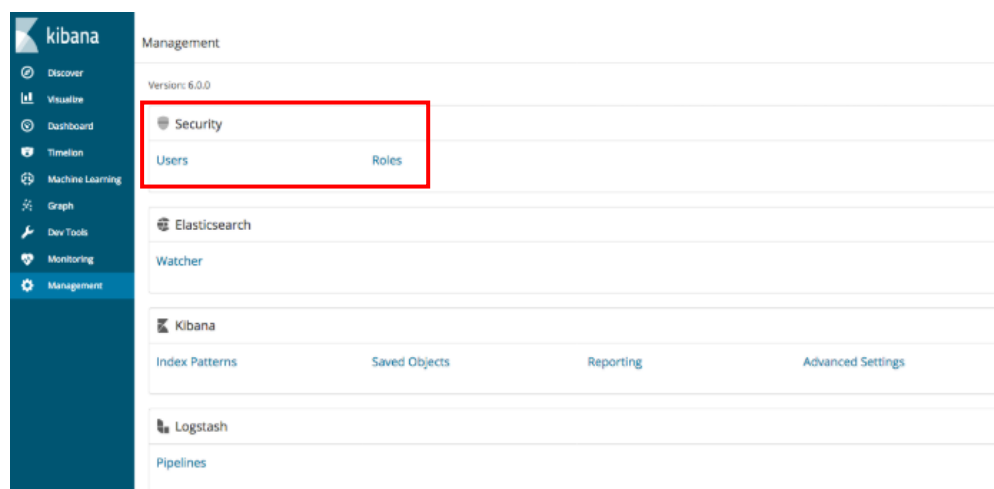 kibana
Discover
Visualize
Dashboard
Timelion
Machine Learning
Graph
Dev Tools
Monitoring
Management
Management
Version: 6.0.0
Security
Users Roles
Elasticsearch
Watcher
Kibana
Index Patterns Saved Objects Reporting Advanced Settings
Logstash
Pipelines